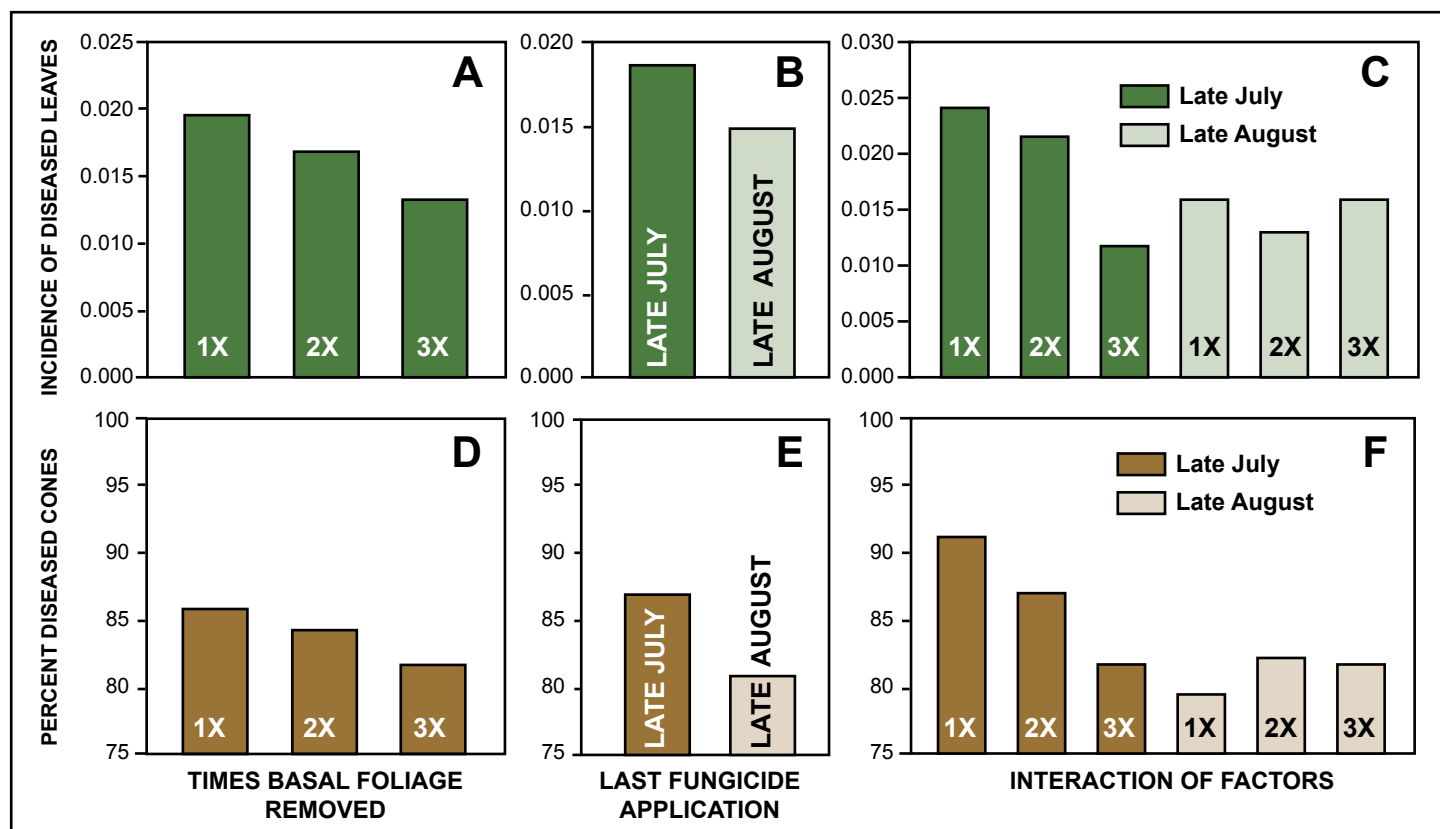 INCIDENCE OF DISEASED LEAVES
0.025
0.020
0.015
0.010
0.005
0.000
A
1X
2X
3X
0.020
0.015
0.010
0.005
0.000
B
LATE JULY
LATE AUGUST
0.030
0.025
0.020
0.015
0.010
0.005
0.000
C
Late July
Late August
1X
2X
3X
1X
2X
3X
PERCENT DISEASED CONES
100
95
90
85
80
75
D
1X
2X
3X
TIMES BASAL FOLIAGE
REMOVED
100
95
90
85
80
75
E
LATE JULY
LATE AUGUST
LAST FUNGICIDE
APPLICATION
100
95
90
85
80
75
F
Late July
Late August
1X
2X
3X
1X
2X
3X
INTERACTION OF FACTORS